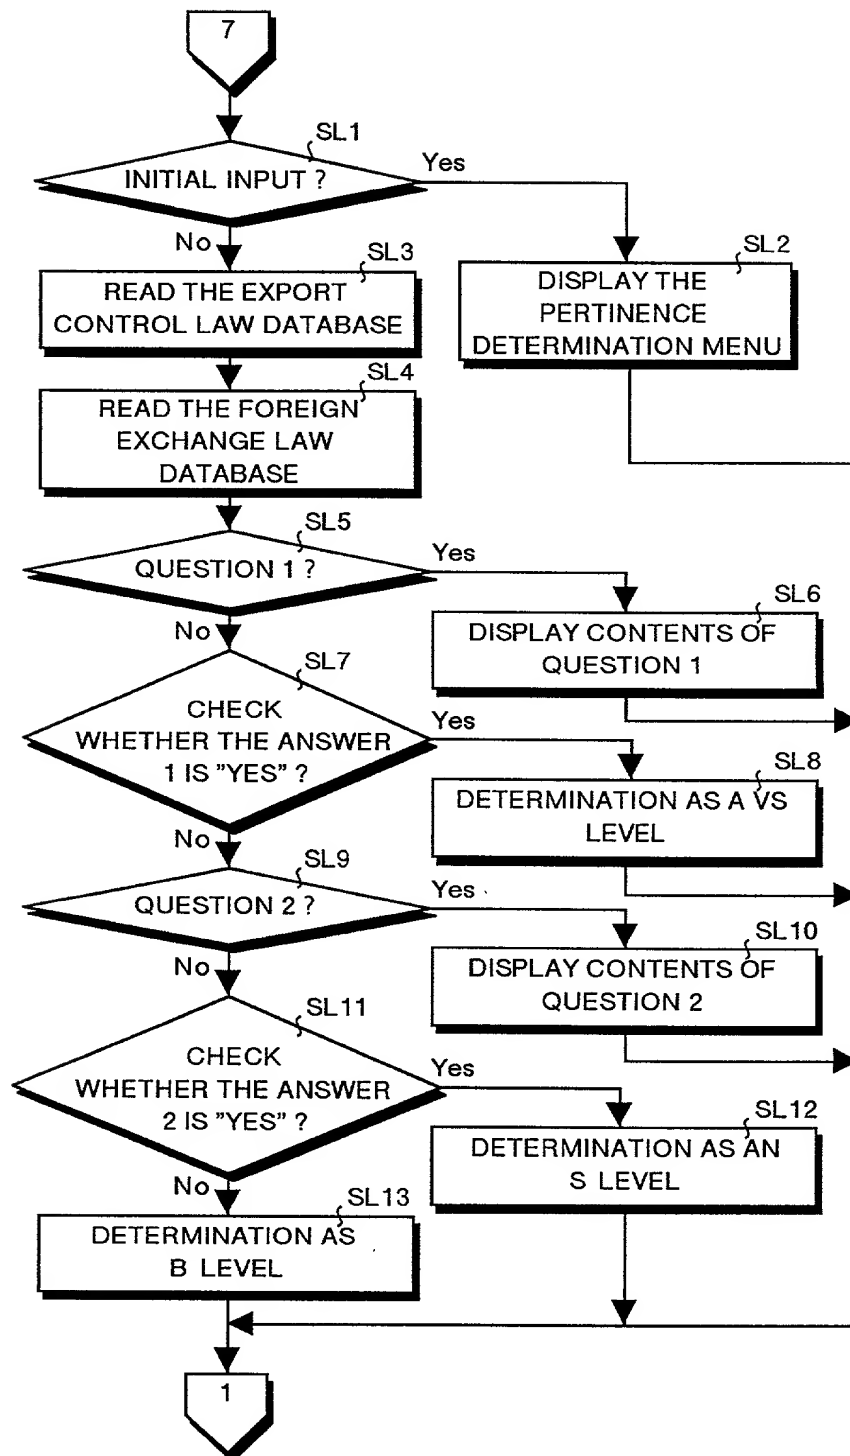 7
SL1
INITIAL INPUT ?
Yes
No
SL2
DISPLAY THE
PERTINENCE
DETERMINATION MENU
SL3
READ THE EXPORT
CONTROL LAW DATABASE
SL4
READ THE FOREIGN
EXCHANGE LAW
DATABASE
SL5
QUESTION 1 ?
Yes
No
SL6
DISPLAY CONTENTS OF
QUESTION 1
SL7
CHECK
WHETHER THE ANSWER
1 IS "YES" ?
Yes
No
SL8
DETERMINATION AS A VS
LEVEL
SL9
QUESTION 2 ?
Yes
No
SL10
DISPLAY CONTENTS OF
QUESTION 2
SL11
CHECK
WHETHER THE ANSWER
2 IS "YES" ?
Yes
No
SL12
DETERMINATION AS AN
S LEVEL
SL13
DETERMINATION AS
B LEVEL
1